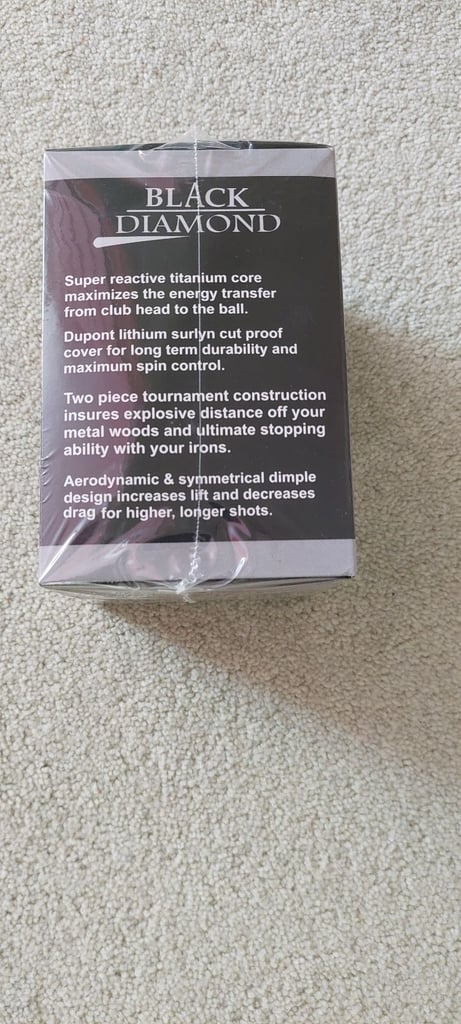 BLACK
DIAMOND
Super reactive titanium core
maximizes the energy transfer
from club head to the ball.
Dupont lithium surlyn cut proof
cover for long term durability and
maximum spin control.
Two piece tournament construction
insures explosive distance off your
metal woods and ultimate stopping
ability with your irons.
Aerodynamic & symmetrical dimple
design increases lift and decreases
drag for higher, longer shots.